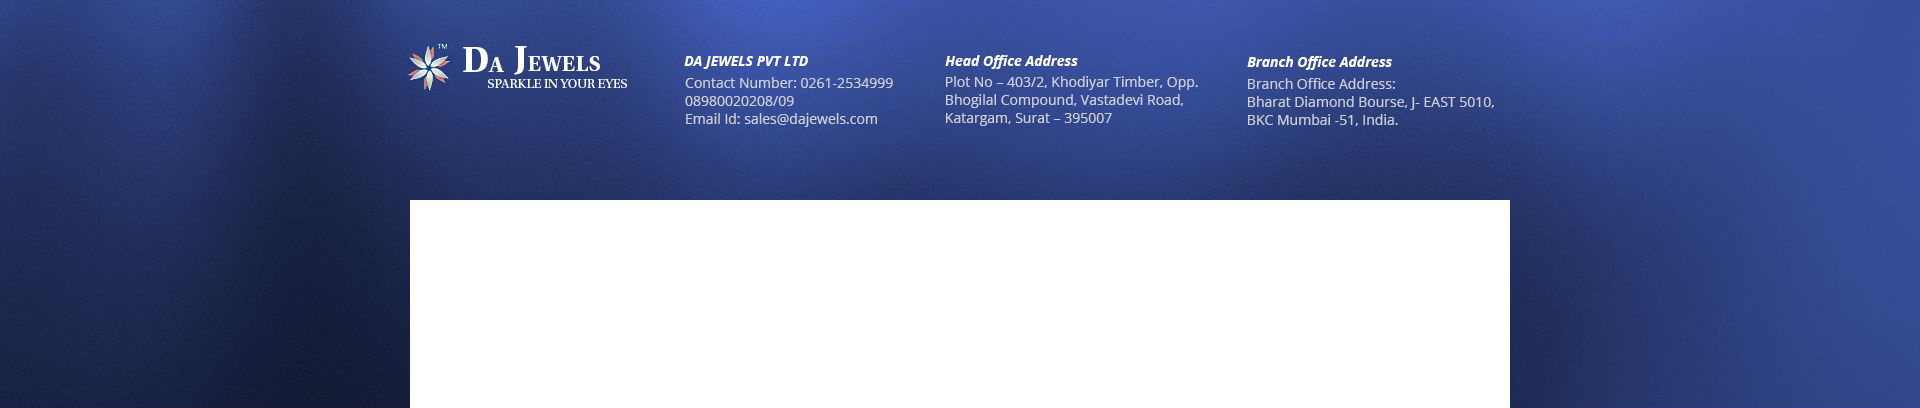 DA JEWELS
™
SPARKLE IN YOUR EYES
DA JEWELS PVT LTD
Contact Number: 0261-2534999
08980020208/09
Email Id: sales@dajewels.com
Head Office Address
Plot No – 403/2, Khodiyar Timber, Opp.
Bhogilal Compound, Vastadevi Road,
Katargam, Surat – 395007
Branch Office Address
Branch Office Address:
Bharat Diamond Bourse, J- EAST 5010,
BKC Mumbai -51, India.